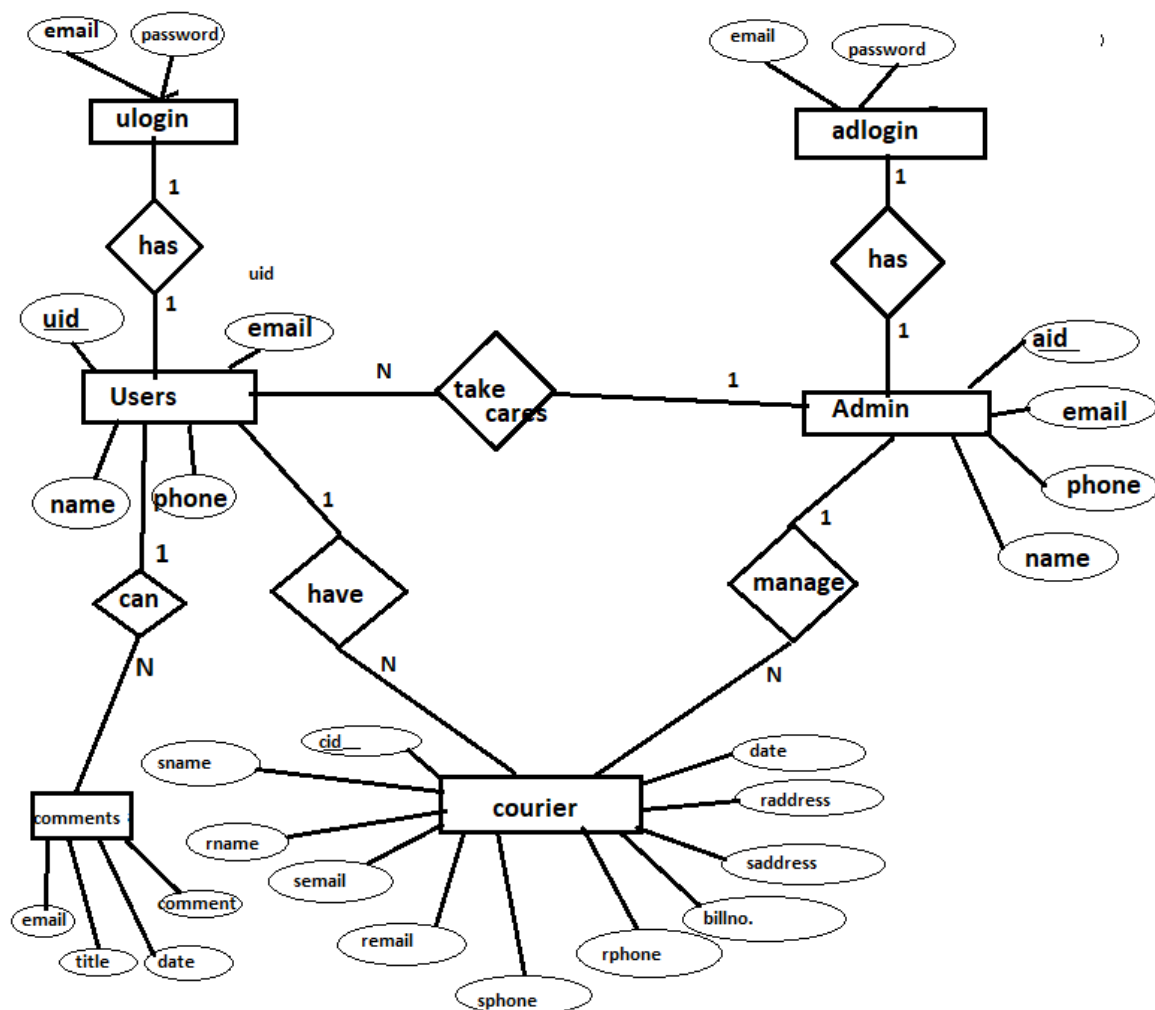 email
password
ulogin
1
has
1
uid
uid
email
Users
name
phone
email
password
)
adlogin
1
has
1
aid
email
phone
name
Admin
N
take
cares
1
1
can
N
1
have
N
1
manage
N
comments
email
title
date
comment
courier
cid
sname
rname
semail
remail
sphone
rphone
billno.
saddress
raddress
date